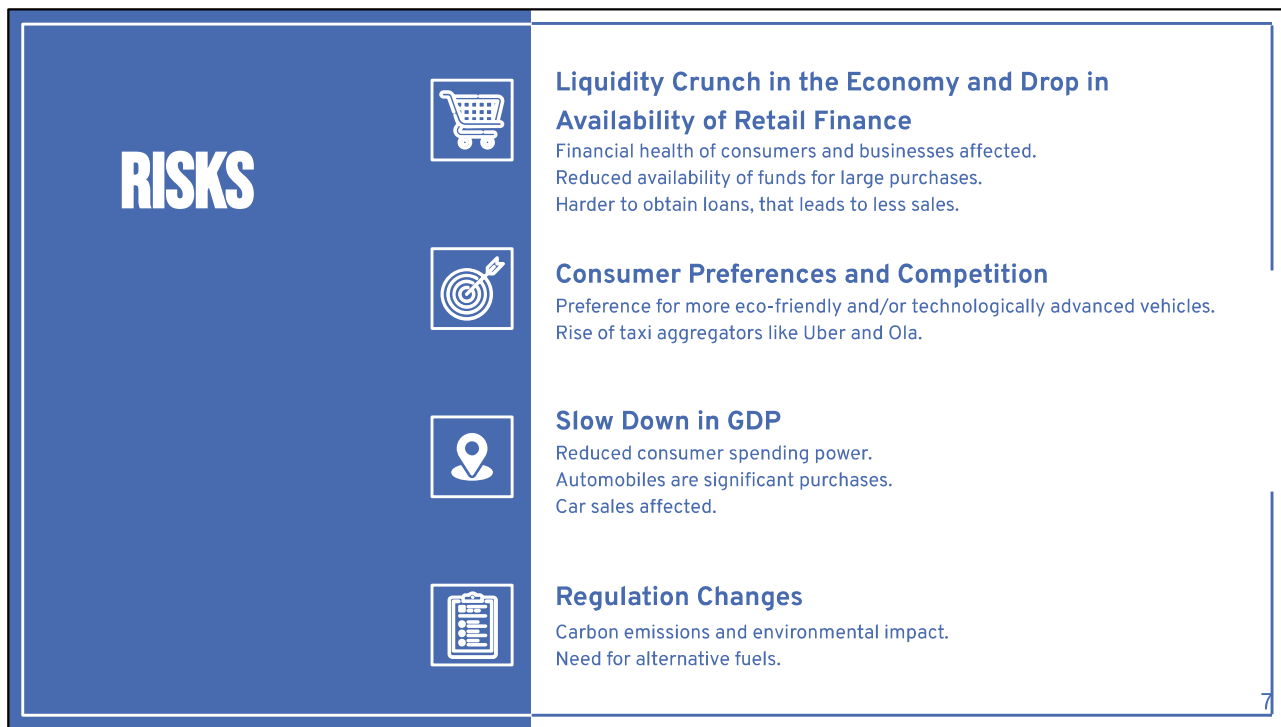 RISKS
Liquidity Crunch in the Economy and Drop in
Availability of Retail Finance
Financial health of consumers and businesses affected.
Reduced availability of funds for large purchases.
Harder to obtain loans, that leads to less sales.
Consumer Preferences and Competition
Preference for more eco-friendly and/or technologically advanced vehicles.
Rise of taxi aggregators like Uber and Ola.
Slow Down in GDP
Reduced consumer spending power.
Automobiles are significant purchases.
Car sales affected.
Regulation Changes
Carbon emissions and environmental impact.
Need for alternative fuels.
7